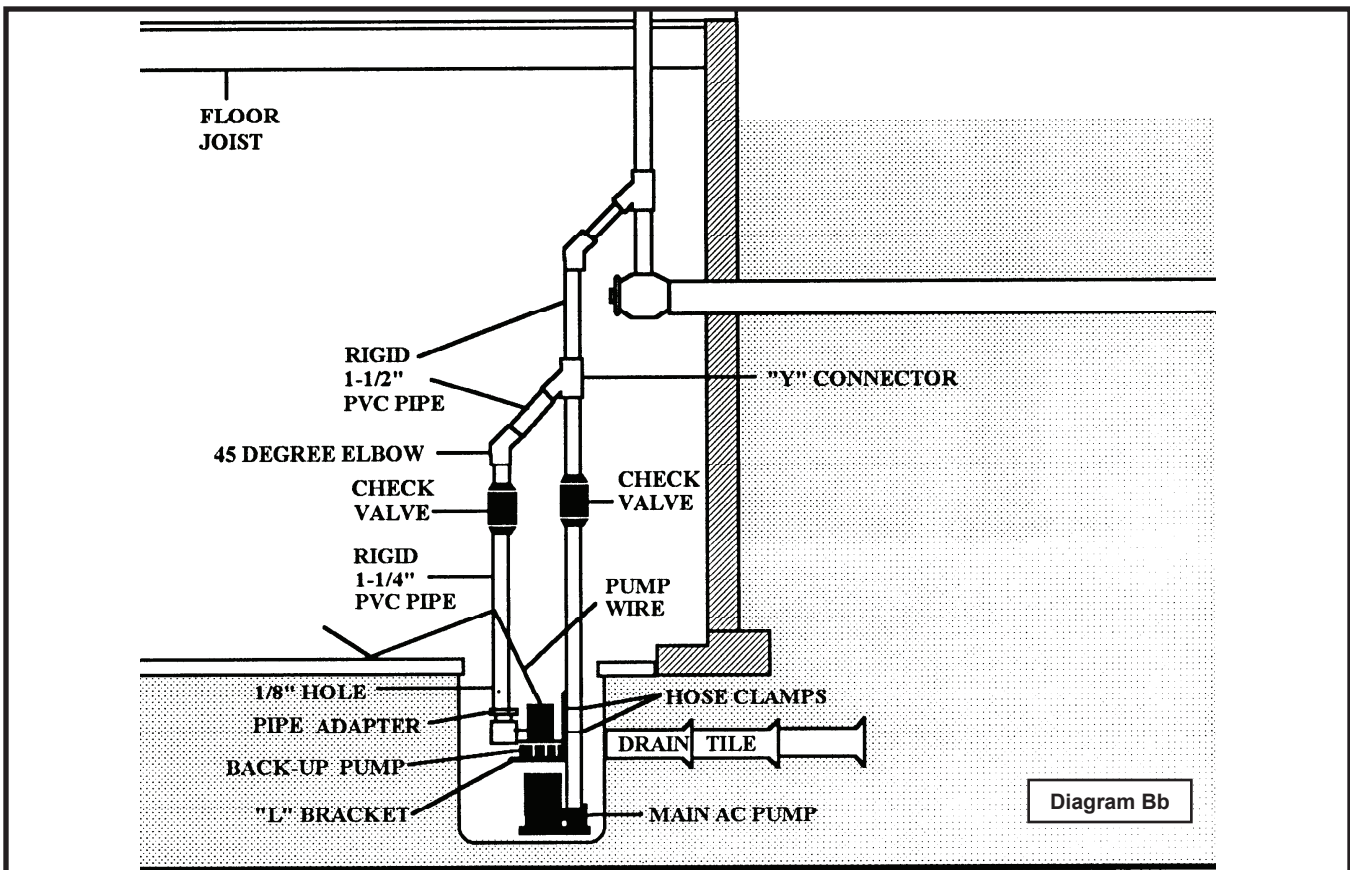 FLOOR
JOIST
RIGID
1-1/2"
PVC PIPE
"Y" CONNECTOR
45 DEGREE ELBOW
CHECK
VALVE
CHECK
VALVE
RIGID
1-1/4"
PVC PIPE
PUMP
WIRE
1/8" HOLE
HOSE CLAMPS
PIPE ADAPTER
DRAIN TILE
BACK-UP PUMP
"L" BRACKET
MAIN AC PUMP
Diagram Bb